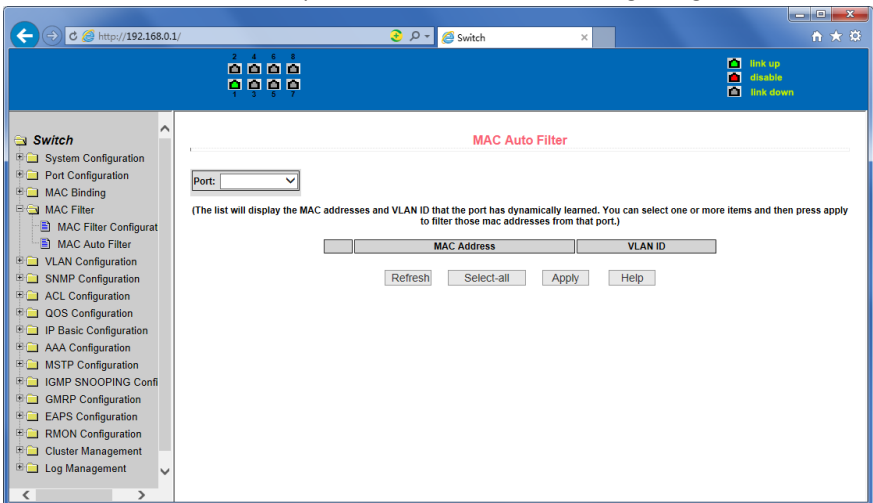 http://192.168.0.1/
Switch
2 4 6 8
1 3 5 7
link up
disable
link down
Switch
System Configuration
Port Configuration
MAC Binding
MAC Filter
MAC Filter Configurat
MAC Auto Filter
VLAN Configuration
SNMP Configuration
ACL Configuration
QOS Configuration
IP Basic Configuration
AAA Configuration
MSTP Configuration
IGMP SNOOPING Confi
GMRP Configuration
EAPS Configuration
RMON Configuration
Cluster Management
Log Management
MAC Auto Filter
Port:
(The list will display the MAC addresses and VLAN ID that the port has dynamically learned. You can select one or more items and then press apply
to filter those mac addresses from that port.)
MAC Address VLAN ID
Refresh Select-all Apply Help